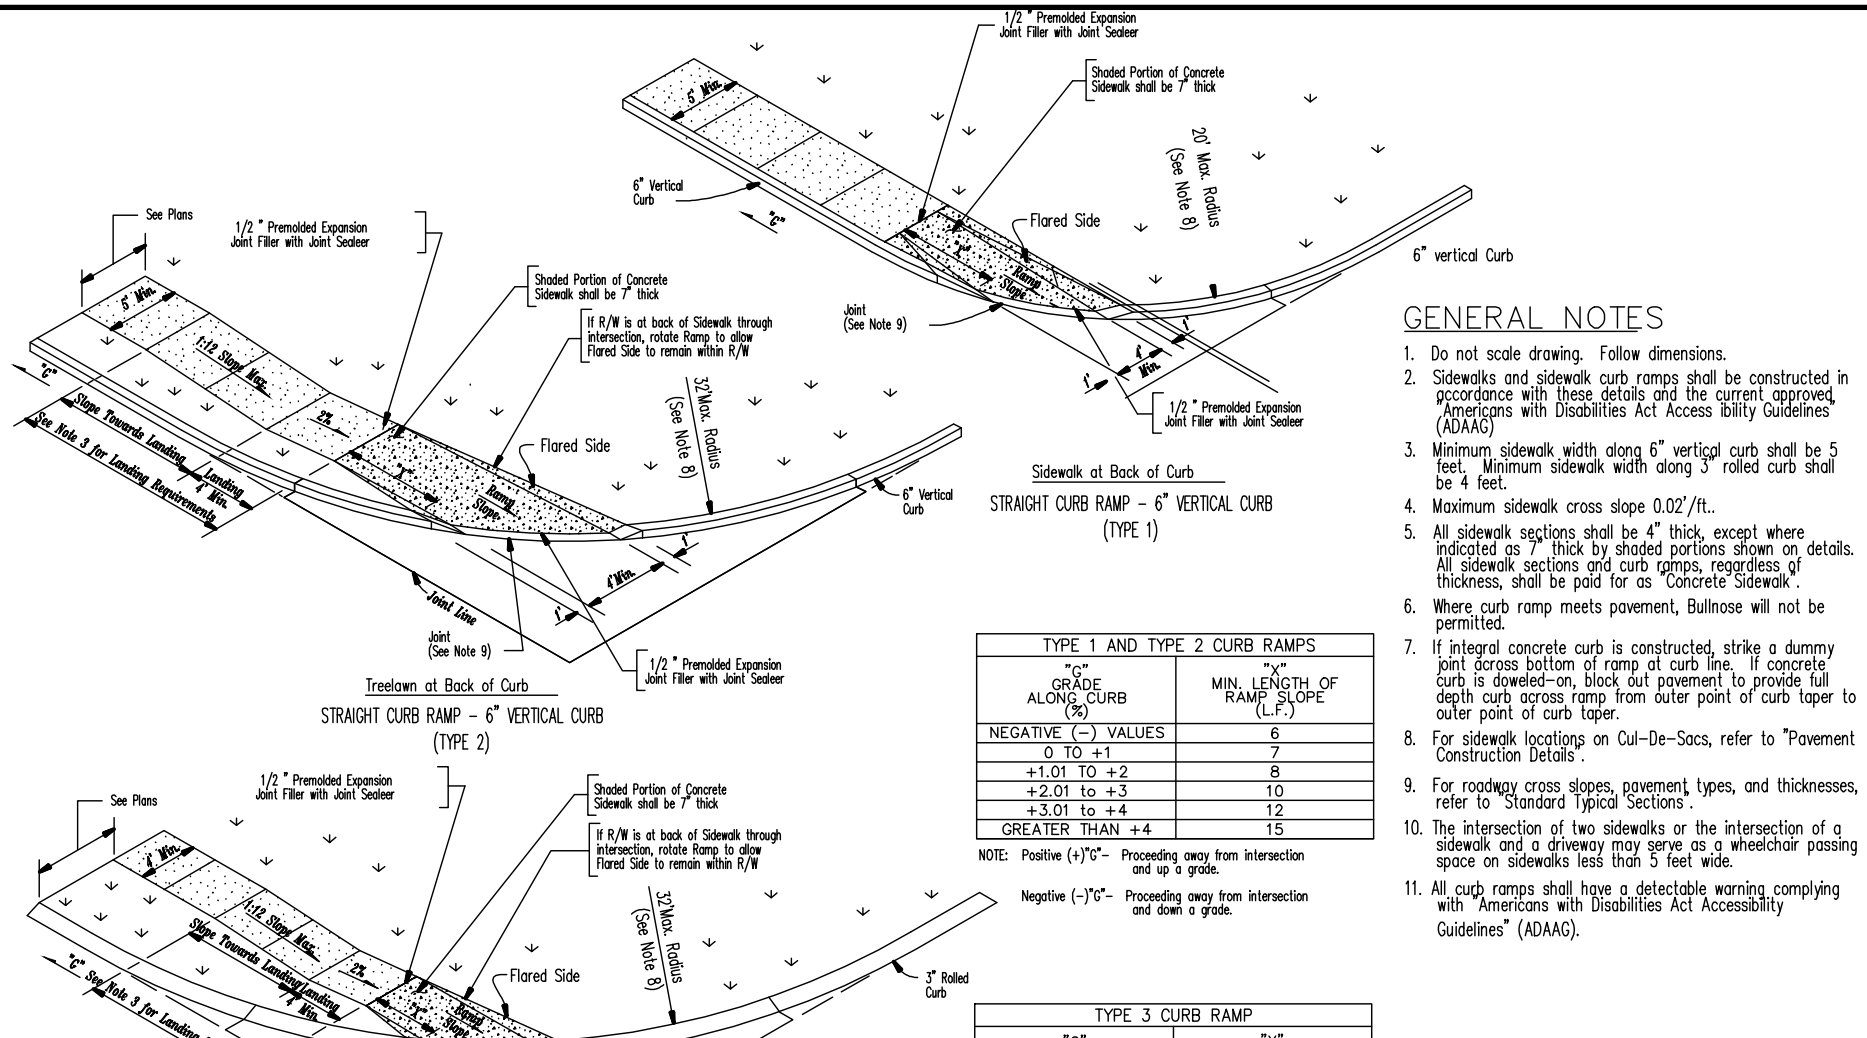 1/2 " Premolded Expansion
Joint Filler with Joint Sealeer
Shaded Portion of Concrete
Sidewalk shall be 7" thick
5' Min.
20' Max. Radius
(See Note 8)
6" Vertical
Curb
"G"
Flared Side
"X"
Ramp
Slope
6" vertical Curb
Joint
(See Note 9)
1'
4'
Min.
1'
1/2 " Premolded Expansion
Joint Filler with Joint Sealeer
Sidewalk at Back of Curb
STRAIGHT CURB RAMP - 6" VERTICAL CURB
(TYPE 1)
See Plans
1/2 " Premolded Expansion
Joint Filler with Joint Sealeer
Shaded Portion of Concrete
Sidewalk shall be 7" thick
If R/W is at back of Sidewalk through
intersection, rotate Ramp to allow
Flared Side to remain within R/W
5' Min.
1:12 Slope Max.
"G"
Slope Towards Landing
Landing
4' Min.
See Note 3 for Landing Requirements
2%
32'Max. Radius
(See Note 8)
Flared Side
"X"
Ramp
Slope
6" Vertical
Curb
1'
4'Min.
1'
Joint Line
Joint
(See Note 9)
1/2 " Premolded Expansion
Joint Filler with Joint Sealeer
Treelawn at Back of Curb
STRAIGHT CURB RAMP - 6" VERTICAL CURB
(TYPE 2)
1/2 " Premolded Expansion
Joint Filler with Joint Sealeer
See Plans
Shaded Portion of Concrete
Sidewalk shall be 7" thick
If R/W is at back of Sidewalk through
intersection, rotate Ramp to allow
Flared Side to remain within R/W
4' Min.
1:12 Slope Max.
Slope Towards Landing
Landing
4'
Min.
"G"
See Note 3 for Landing
2%
32'Max. Radius
(See Note 8)
Flared Side
"X"
Ramp
Slope
3" Rolled
Curb
TYPE 1 AND TYPE 2 CURB RAMPS
"G"
GRADE
ALONG CURB
(%)
"X"
MIN. LENGTH OF
RAMP SLOPE
(L.F.)
NEGATIVE (-) VALUES 6
0 TO +1 7
+1.01 TO +2 8
+2.01 to +3 10
+3.01 to +4 12
GREATER THAN +4 15
NOTE: Positive (+)"G"- Proceeding away from intersection
and up a grade.
Negative (-)"G"- Proceeding away from intersection
and down a grade.
TYPE 3 CURB RAMP
"G" "X"
GENERAL NOTES
1. Do not scale drawing. Follow dimensions.
2. Sidewalks and sidewalk curb ramps shall be constructed in
accordance with these details and the current approved,
"Americans with Disabilities Act Access ibility Guidelines"
(ADAAG)
3. Minimum sidewalk width along 6" vertical curb shall be 5
feet. Minimum sidewalk width along 3" rolled curb shall
be 4 feet.
4. Maximum sidewalk cross slope 0.02'/ft..
5. All sidewalk sections shall be 4" thick, except where
indicated as 7" thick by shaded portions shown on details.
All sidewalk sections and curb ramps, regardless of
thickness, shall be paid for as "Concrete Sidewalk".
6. Where curb ramp meets pavement, Bullnose will not be
permitted.
7. If integral concrete curb is constructed, strike a dummy
joint across bottom of ramp at curb line. If concrete
curb is doweled-on, block out pavement to provide full
depth curb across ramp from outer point of curb taper to
outer point of curb taper.
8. For sidewalk locations on Cul-De-Sacs, refer to "Pavement
Construction Details".
9. For roadway cross slopes, pavement types, and thicknesses,
refer to "Standard Typical Sections".
10. The intersection of two sidewalks or the intersection of a
sidewalk and a driveway may serve as a wheelchair passing
space on sidewalks less than 5 feet wide.
11. All curb ramps shall have a detectable warning complying
with "Americans with Disabilities Act Accessibility
Guidelines" (ADAAG).